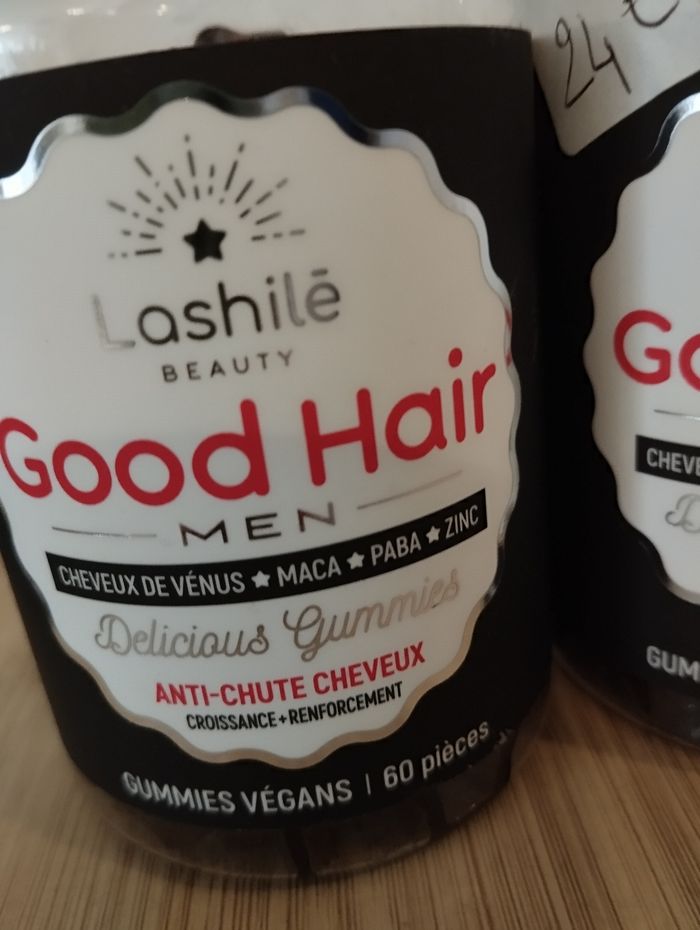 24 €
Lashilē
BEAUTY
Good Hair
MEN
CHEVEUX DE VÉNUS ★ MACA ★ PABA ★ ZINC
Delicious Gummies
ANTI-CHUTE CHEVEUX
CROISSANCE+RENFORCEMENT
GUMMIES VÉGANS | 60 pièces
Go
CHEVE
D
GUM